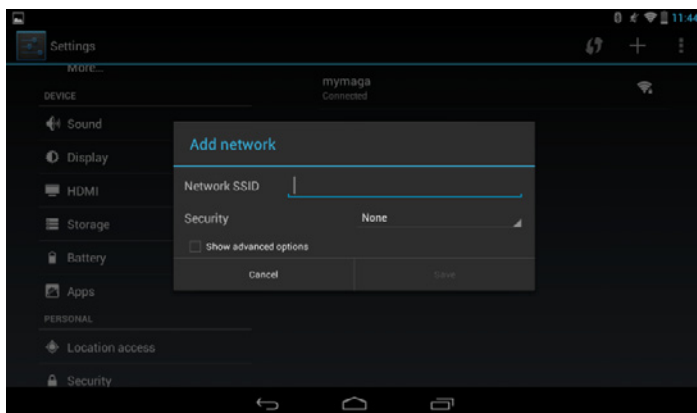 11:44
Settings
More...
mymaga
Connected
DEVICE
Sound
Display
HDMI
Storage
Battery
Apps
PERSONAL
Location access
Security
Add network
Network SSID
Security None
Show advanced options
Cancel Save